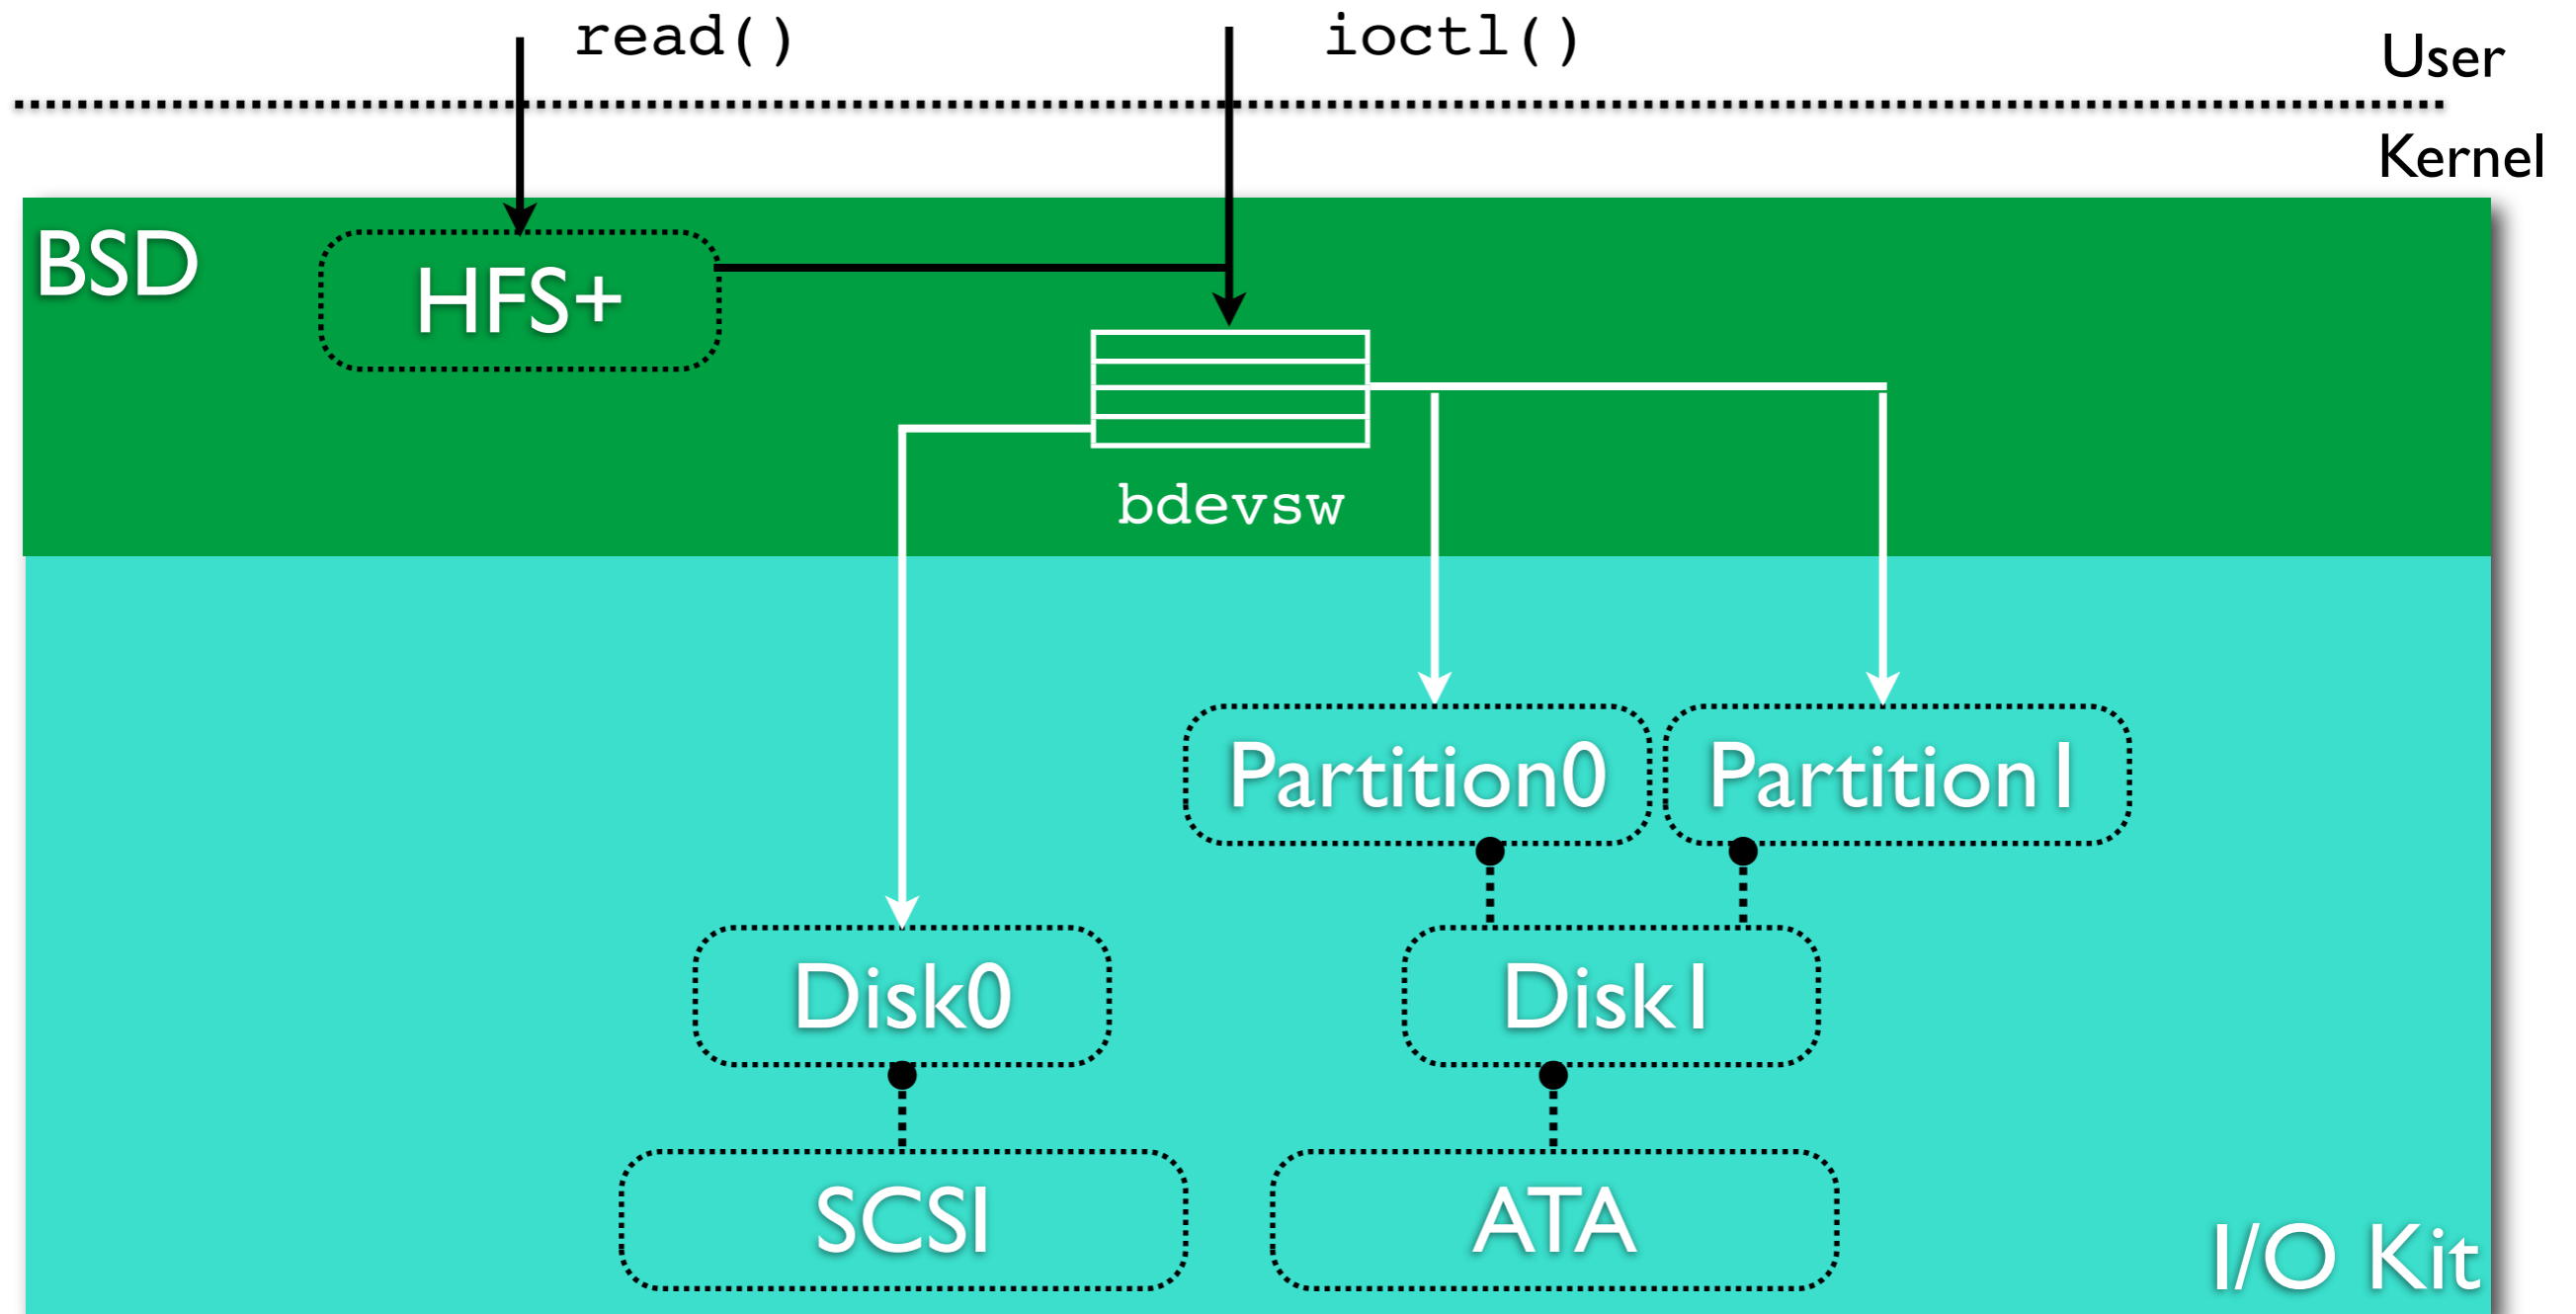 read()
ioctl()
User
Kernel
BSD
HFS+
bdevsw
Partition0
Partition1
Disk0
Disk1
SCSI
ATA
I/O Kit